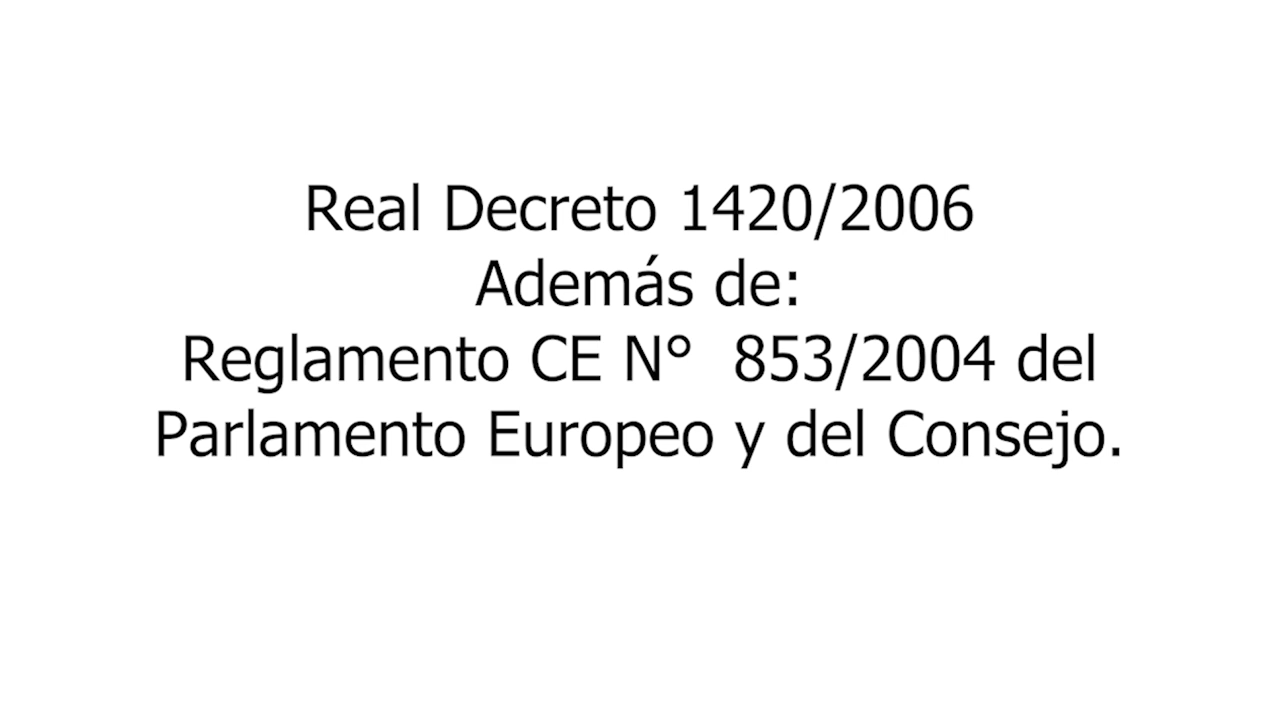 Real Decreto 1420/2006
Además de:
Reglamento CE N°  853/2004 del
Parlamento Europeo y del Consejo.